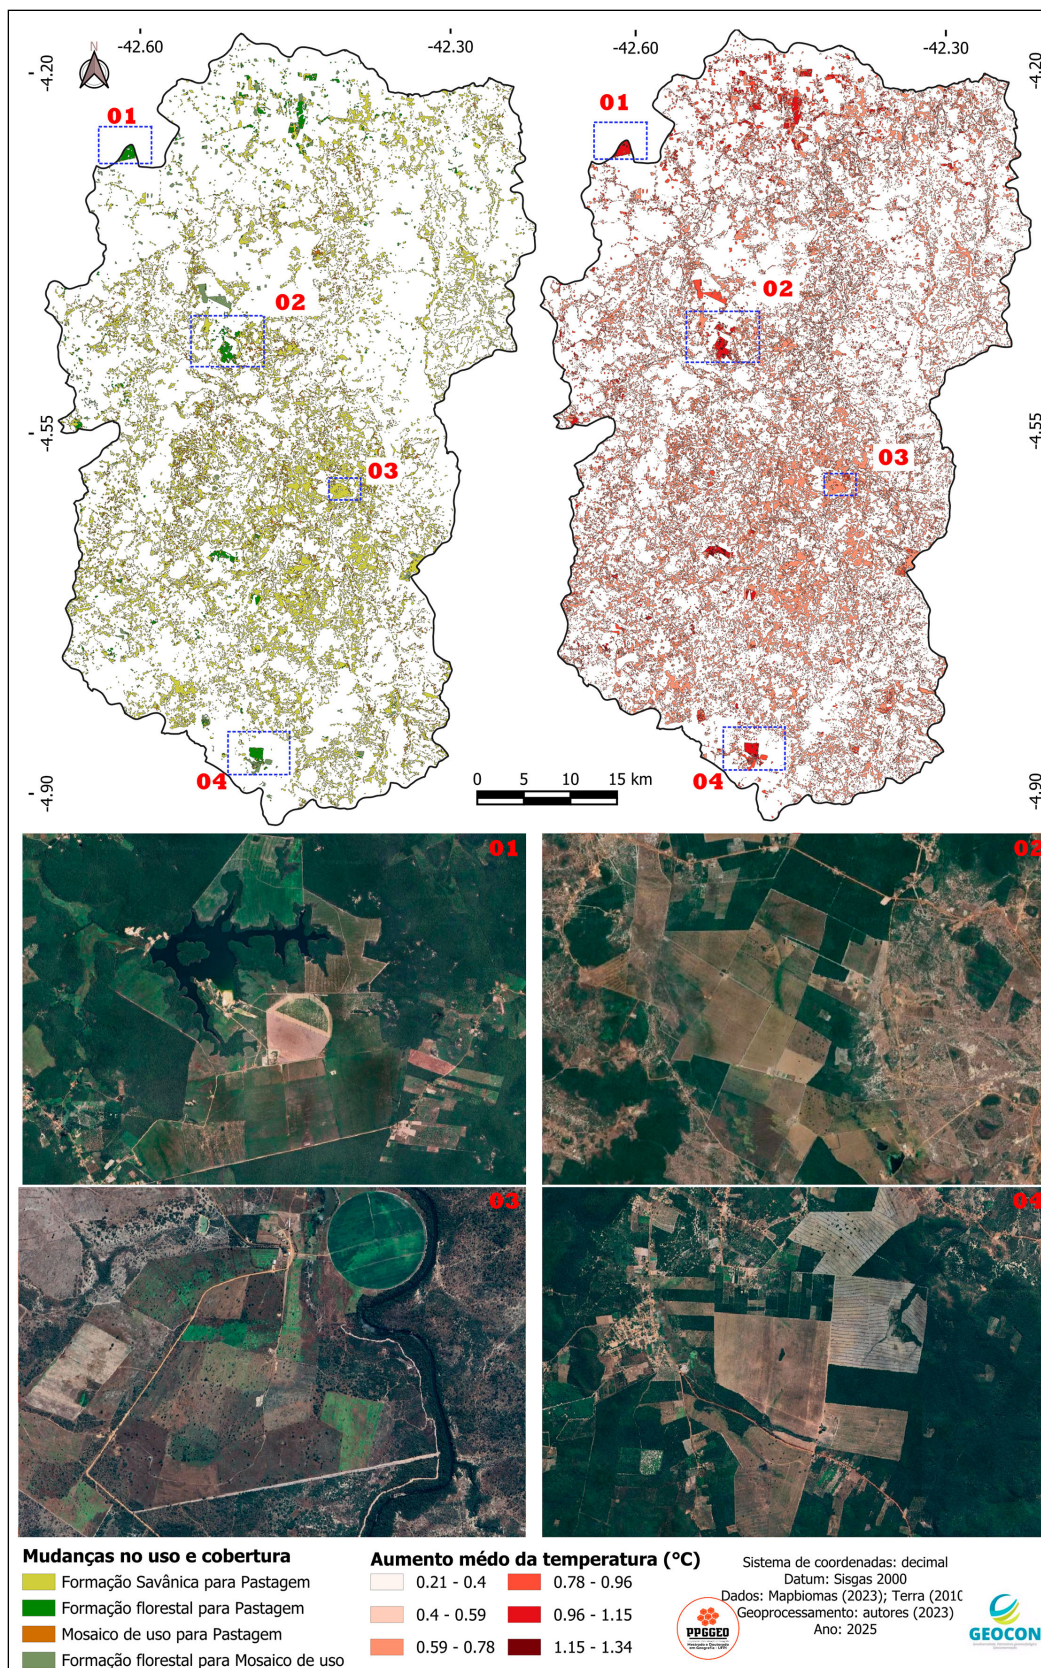 -42.60
-42.30
-42.60
-42.30
N
-4.20
-4.20
01
01
02
02
-4.55
-4.55
03
03
04
04
0 5 10 15 km
-4.90
-4.90
01
02
03
04
Mudanças no uso e cobertura
Formação Savânica para Pastagem
Formação florestal para Pastagem
Mosaico de uso para Pastagem
Formação florestal para Mosaico de uso
Aumento médo da temperatura (°C)
0.21 - 0.4
0.4 - 0.59
0.59 - 0.78
0.78 - 0.96
0.96 - 1.15
1.15 - 1.34
Sistema de coordenadas: decimal
Datum: Sisgas 2000
Dados: Mapbiomas (2023); Terra (2010
Geoprocessamento: autores (2023)
Ano: 2025
PPGGEO
Mestrado e Doutorado
em Geografia - UFPI
GEOCON